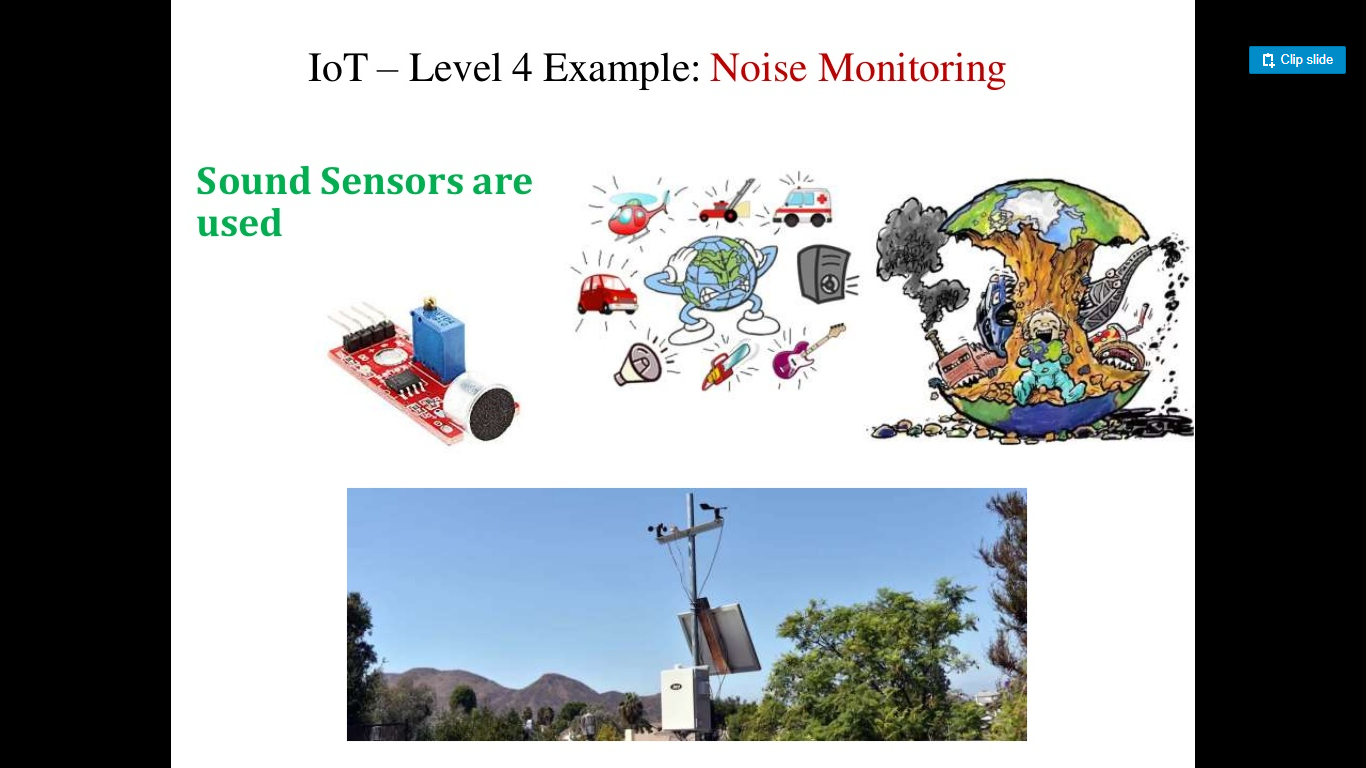 IoT – Level 4 Example: Noise Monitoring
Clip slide
Sound Sensors are
used